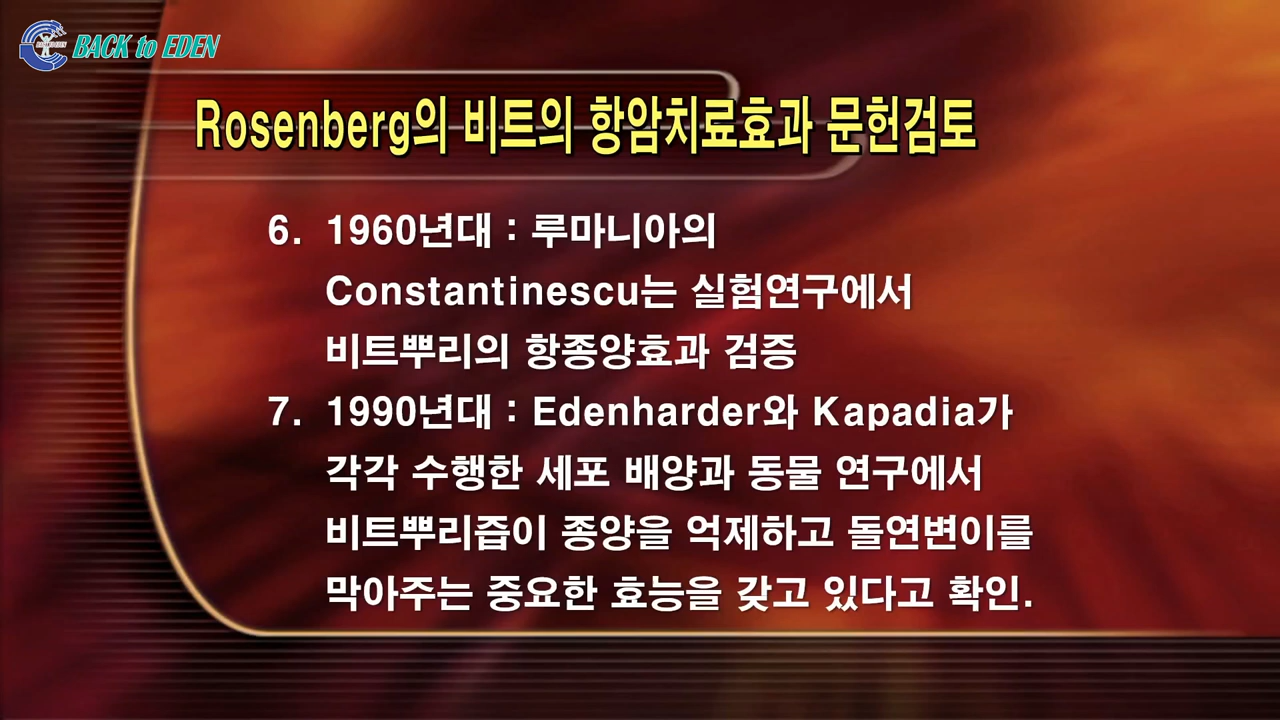 BACK to EDEN
Rosenberg의 비트의 항암치료효과 문헌검토
6. 1960년대 : 루마니아의
Constantinescu는 실험연구에서
비트뿌리의 항종양효과 검증
7. 1990년대 : Edenharder와 Kapadia가
각각 수행한 세포 배양과 동물 연구에서
비트뿌리즙이 종양을 억제하고 돌연변이를
막아주는 중요한 효능을 갖고 있다고 확인.